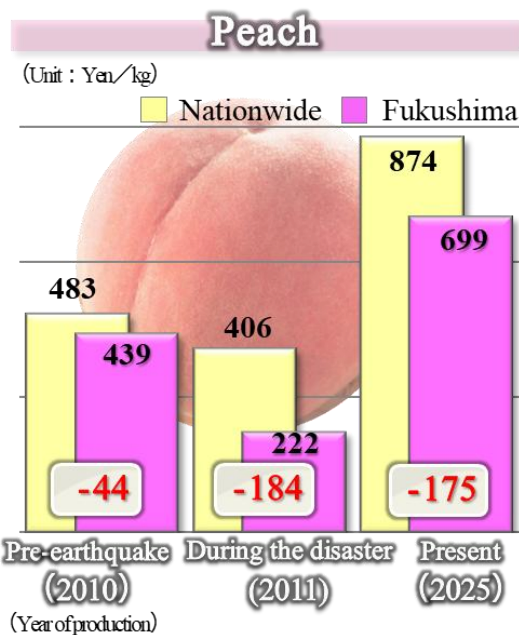 Peach
(Unit：Yen／kg)
Nationwide Fukushima
874
699
483
439
406
222
-44 -184 -175
Pre-earthquake During the disaster Present
(2010) (2011) (2025)
(Year of production)